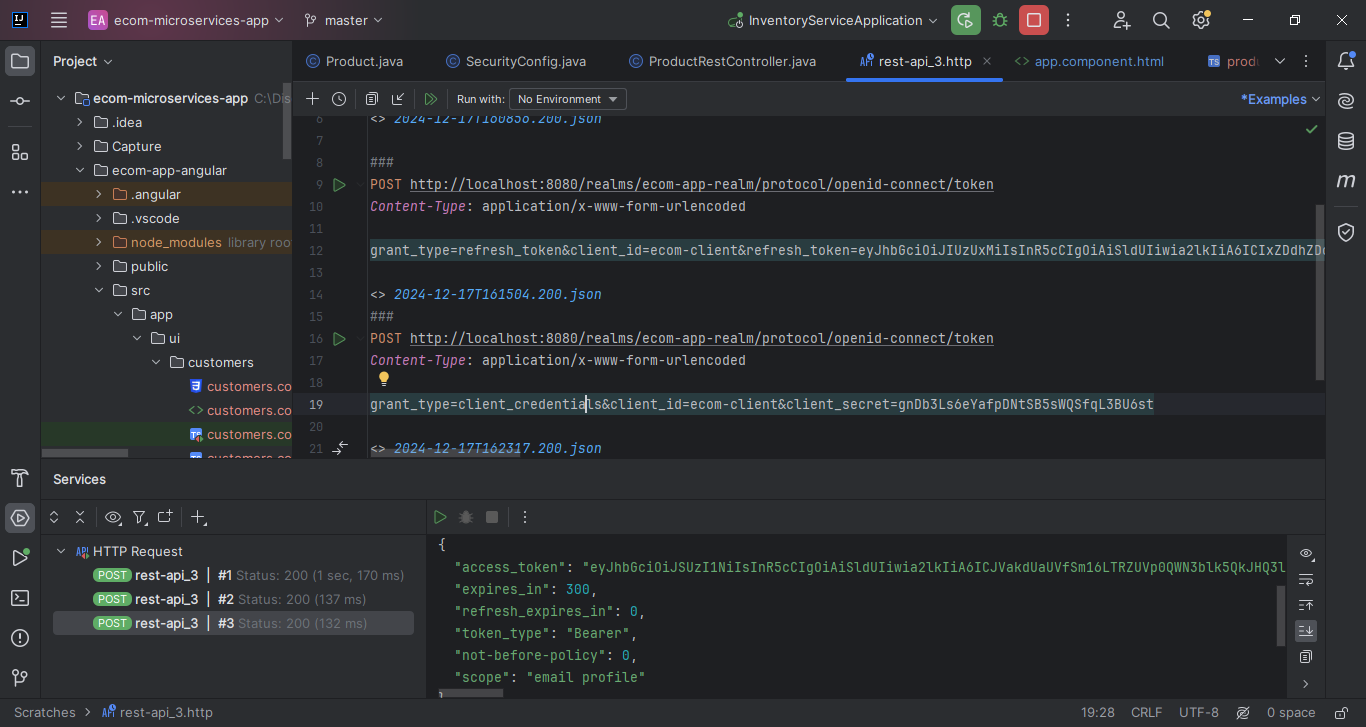 EA ecom-microservices-app master InventoryServiceApplication
Project Product.java SecurityConfig.java ProductRestController.java rest-api_3.http app.component.html produ
Run with: No Environment *Examples
ecom-microservices-app C:\Dis
.idea
Capture
ecom-app-angular
.angular
.vscode
node_modules library roo
public
src
app
ui
customers
customers.co
customers.co
customers.co
customers.co
6 <> 2024-12-17T160856.200.json
7
8 ###
9 POST http://localhost:8080/realms/ecom-app-realm/protocol/openid-connect/token
10 Content-Type: application/x-www-form-urlencoded
11
12 grant_type=refresh_token&client_id=ecom-client&refresh_token=eyJhbGciOiJIUzUxMiIsInR5cCIgOiAiSldUIiwia2lkIiA6ICIxZDdhZDc
13
14 <> 2024-12-17T161504.200.json
15 ###
16 POST http://localhost:8080/realms/ecom-app-realm/protocol/openid-connect/token
17 Content-Type: application/x-www-form-urlencoded
18
19 grant_type=client_credentials&client_id=ecom-client&client_secret=gnDb3Ls6eYafpDNtSB5sWQSfqL3BU6st
20
21 <> 2024-12-17T162317.200.json
Services
HTTP Request
POST rest-api_3 | #1 Status: 200 (1 sec, 170 ms)
POST rest-api_3 | #2 Status: 200 (137 ms)
POST rest-api_3 | #3 Status: 200 (132 ms)
{
"access_token": "eyJhbGciOiJSUzI1NiIsInR5cCIgOiAiSldUIiwia2lkIiA6ICJVakdUaUVfSm16LTRZUVp0QWN3blk5QkJHQ3l
"expires_in": 300,
"refresh_expires_in": 0,
"token_type": "Bearer",
"not-before-policy": 0,
"scope": "email profile"
}
Scratches > rest-api_3.http 19:28 CRLF UTF-8 0 space